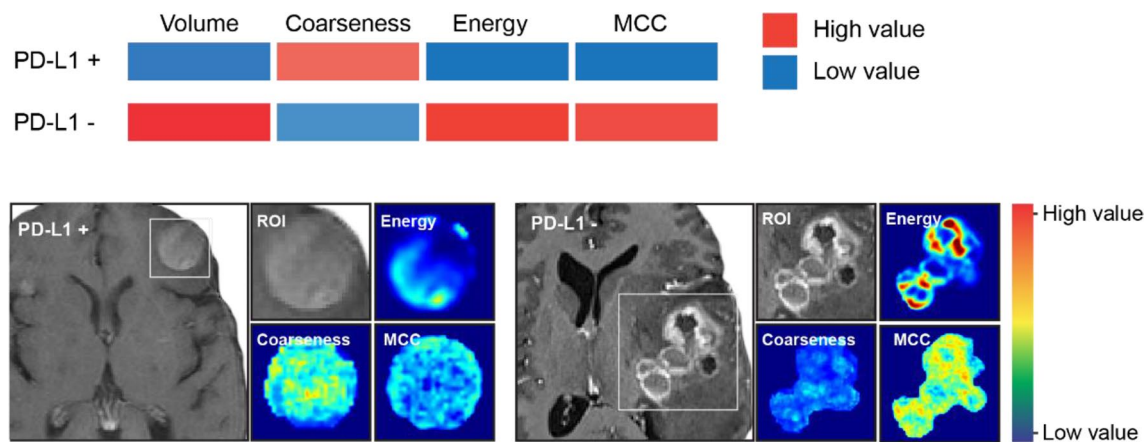 Volume Coarseness Energy MCC
PD-L1 +
PD-L1 -
High value
Low value
PD-L1 +
ROI
Energy
Coarseness
MCC
PD-L1 -
ROI
Energy
Coarseness
MCC
High value
Low value